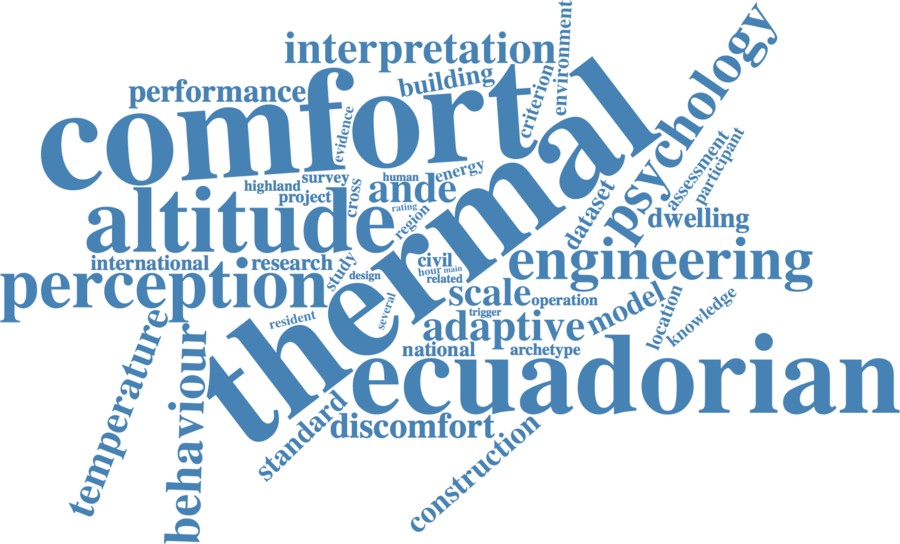 environment
interpretation
psychology
building
criterion
performance
comfort
evidence
thermal
assessment
participant
survey
human
energy
highland
cross
ande
project
rating
dataset
altitude
region
dwelling
international
research
study
civil
engineering
hour
main
design
related
perception
scale
operation
model
location
knowledge
several
trigger
resident
adaptive
temperature
behaviour
national
archetype
ecuadorian
standard
discomfort
construction